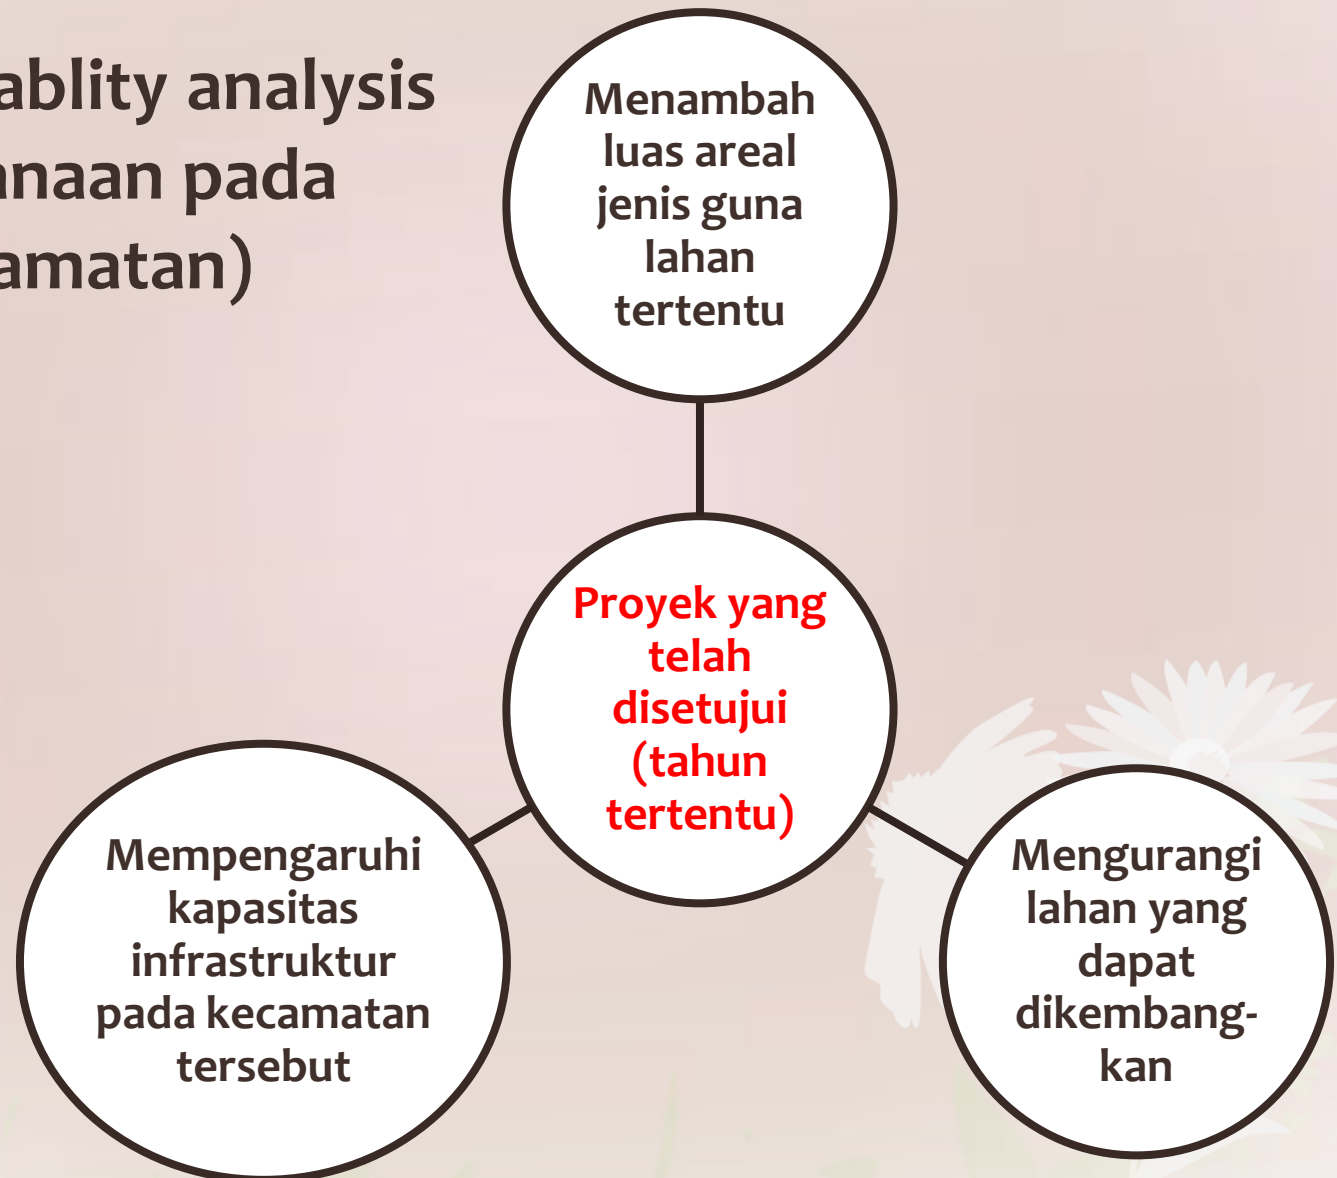 ablity analysis
anaan pada
amatan)
Menambah
luas areal
jenis guna
lahan
tertentu
Proyek yang
telah
disetujui
(tahun
tertentu)
Mempengaruhi
kapasitas
infrastruktur
pada kecamatan
tersebut
Mengurangi
lahan yang
dapat
dikembang-
kan